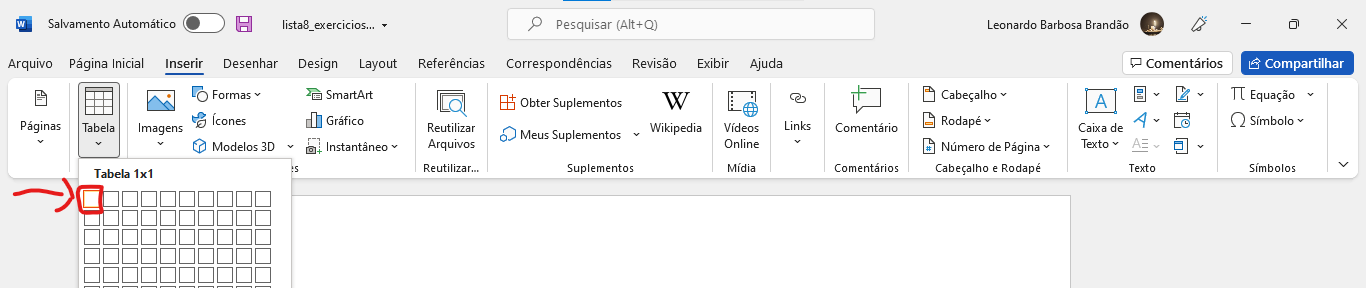 Salvamento Automático
lista8_exercicios...
Pesquisar (Alt+Q)
Leonardo Barbosa Brandão
Arquivo Página Inicial Inserir Desenhar Design Layout Referências Correspondências Revisão Exibir Ajuda
Comentários
Compartilhar
Páginas
Tabela
Imagens
Formas
Ícones
Modelos 3D
SmartArt
Gráfico
Instantâneo
Reutilizar
Arquivos
Reutilizar...
Obter Suplementos
Meus Suplementos
Wikipedia
Suplementos
Vídeos
Online
Mídia
Links
Comentário
Comentários
Cabeçalho
Rodapé
Número de Página
Cabeçalho e Rodapé
Caixa de
Texto
Texto
Equação
Símbolo
Símbolos
Tabela 1x1